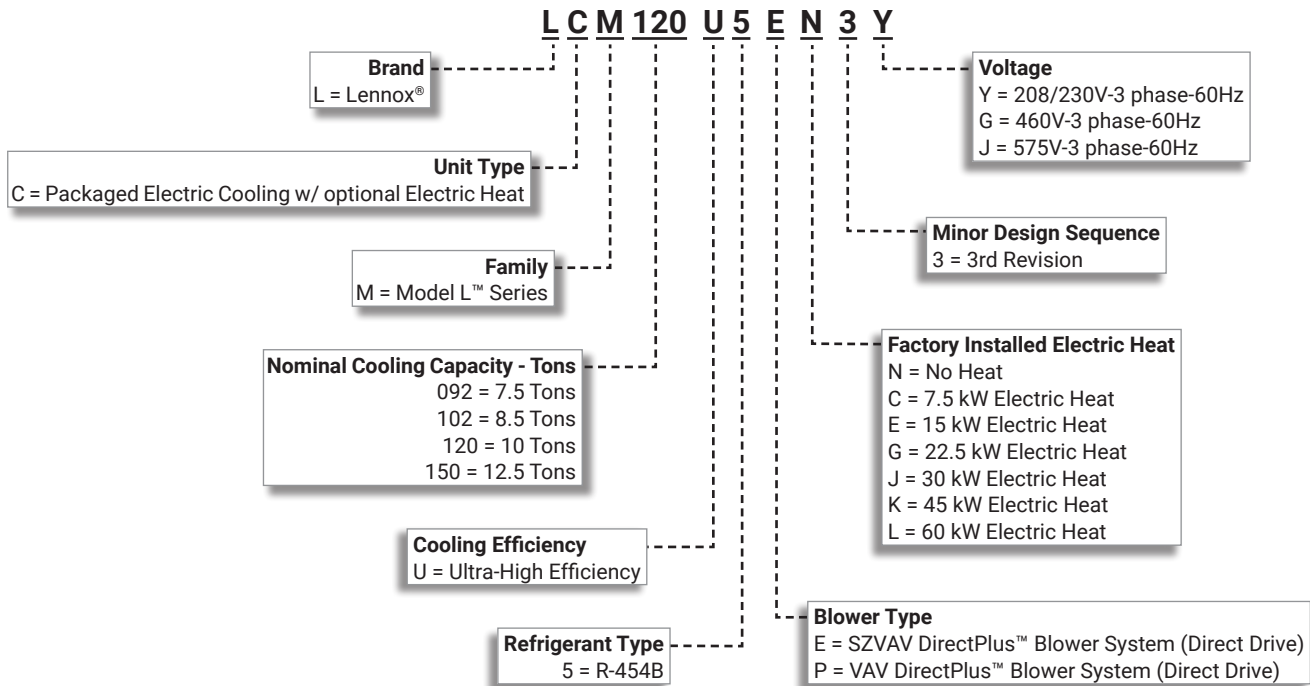 L C M 120 U 5 E N 3 Y
Brand
L = Lennox®
Unit Type
C = Packaged Electric Cooling w/ optional Electric Heat
Family
M = Model L™ Series
Nominal Cooling Capacity - Tons
092 = 7.5 Tons
102 = 8.5 Tons
120 = 10 Tons
150 = 12.5 Tons
Cooling Efficiency
U = Ultra-High Efficiency
Refrigerant Type
5 = R-454B
Voltage
Y = 208/230V-3 phase-60Hz
G = 460V-3 phase-60Hz
J = 575V-3 phase-60Hz
Minor Design Sequence
3 = 3rd Revision
Factory Installed Electric Heat
N = No Heat
C = 7.5 kW Electric Heat
E = 15 kW Electric Heat
G = 22.5 kW Electric Heat
J = 30 kW Electric Heat
K = 45 kW Electric Heat
L = 60 kW Electric Heat
Blower Type
E = SZVAV DirectPlus™ Blower System (Direct Drive)
P = VAV DirectPlus™ Blower System (Direct Drive)